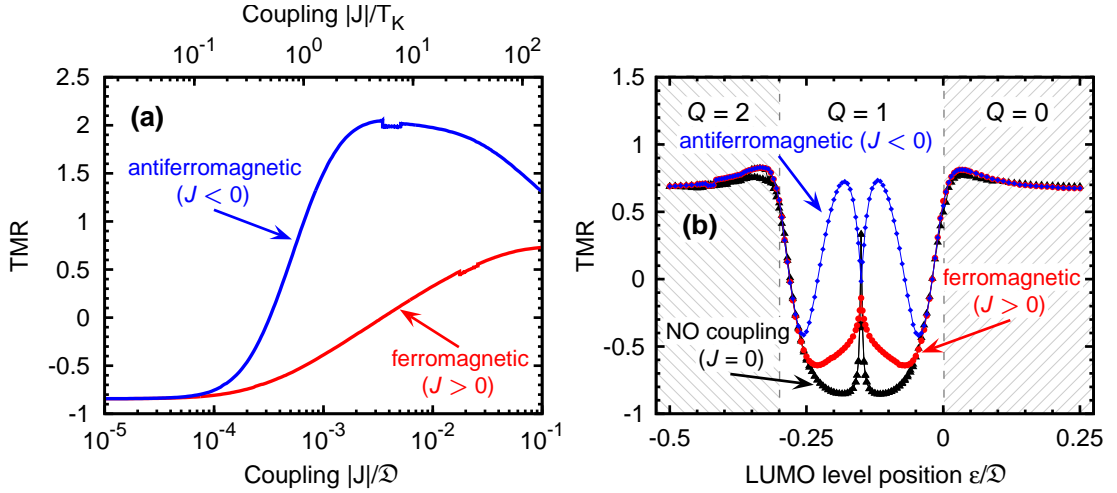 Coupling |J|/T_K
10^-1 10^0 10^1 10^2
2.5
2
1.5
1
0.5
0
-0.5
-1
TMR
(a)
antiferromagnetic
(J < 0)
ferromagnetic
(J > 0)
10^-5 10^-4 10^-3 10^-2 10^-1
Coupling |J|/𝔇
1.5
1
0.5
0
-0.5
-1
TMR
Q = 2 Q = 1 Q = 0
antiferromagnetic (J < 0)
(b)
ferromagnetic
(J > 0)
NO coupling
(J = 0)
-0.5 -0.25 0 0.25
LUMO level position ε/𝔇